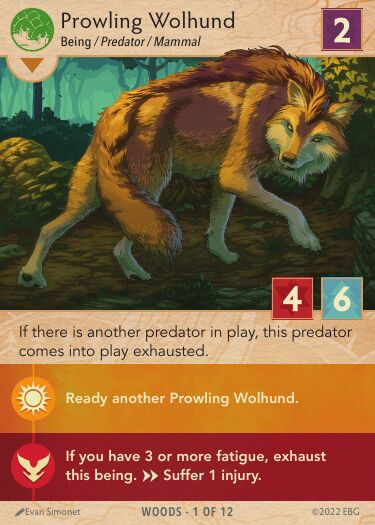 Prowling Wolhund
Being / Predator / Mammal
2
4
6
If there is another predator in play, this predator
comes into play exhausted.
Ready another Prowling Wolhund.
If you have 3 or more fatigue, exhaust
this being. ▶▶ Suffer 1 injury.
Evan Simonet
WOODS · 1 OF 12
©2022 EBG